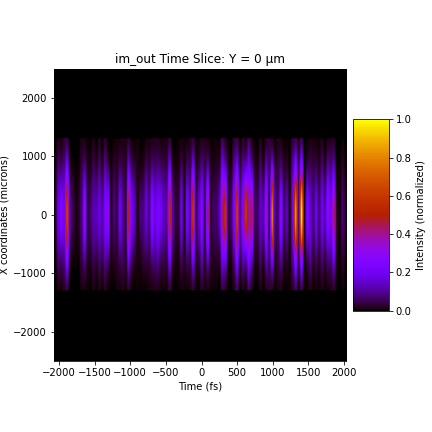 im_out Time Slice: Y = 0 μm
2000
1000
0
−1000
−2000
X coordinates (microns)
−2000 −1500 −1000 −500 0 500 1000 1500 2000
Time (fs)
1.0
0.8
0.6
0.4
0.2
0.0
Intensity (normalized)